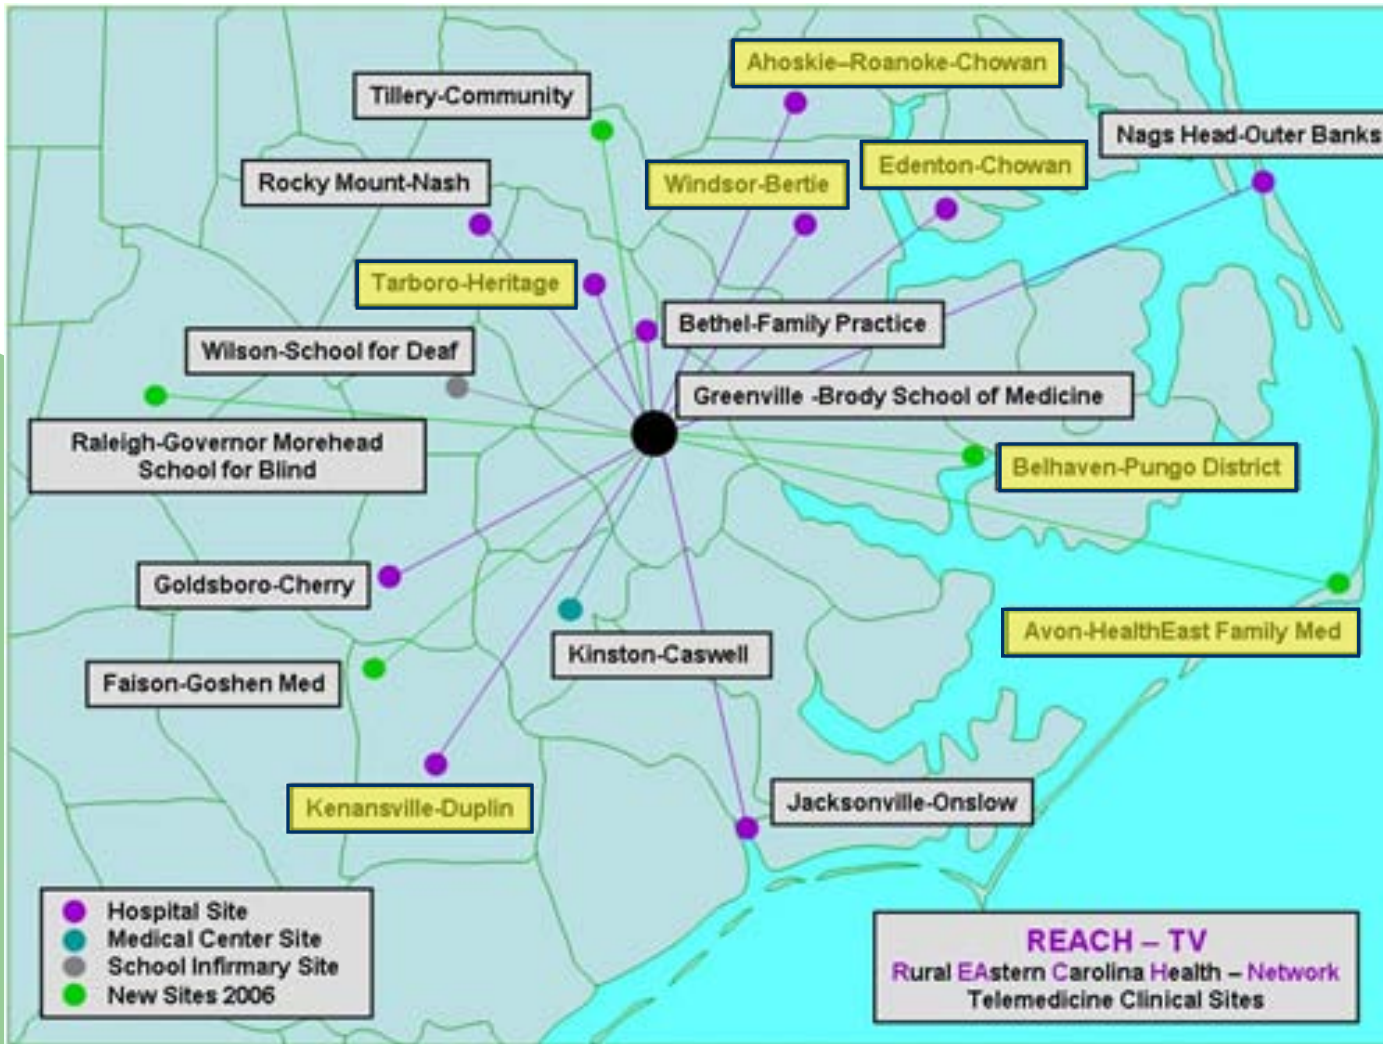 Ahoskie–Roanoke-Chowan
Tillery-Community
Nags Head-Outer Banks
Edenton-Chowan
Rocky Mount-Nash
Windsor-Bertie
Tarboro-Heritage
Bethel-Family Practice
Wilson-School for Deaf
Greenville -Brody School of Medicine
Raleigh-Governor Morehead
School for Blind
Belhaven-Pungo District
Goldsboro-Cherry
Avon-HealthEast Family Med
Kinston-Caswell
Faison-Goshen Med
Kenansville-Duplin
Jacksonville-Onslow
Hospital Site
Medical Center Site
School Infirmary Site
New Sites 2006
REACH – TV
Rural EAstern Carolina Health – Network
Telemedicine Clinical Sites